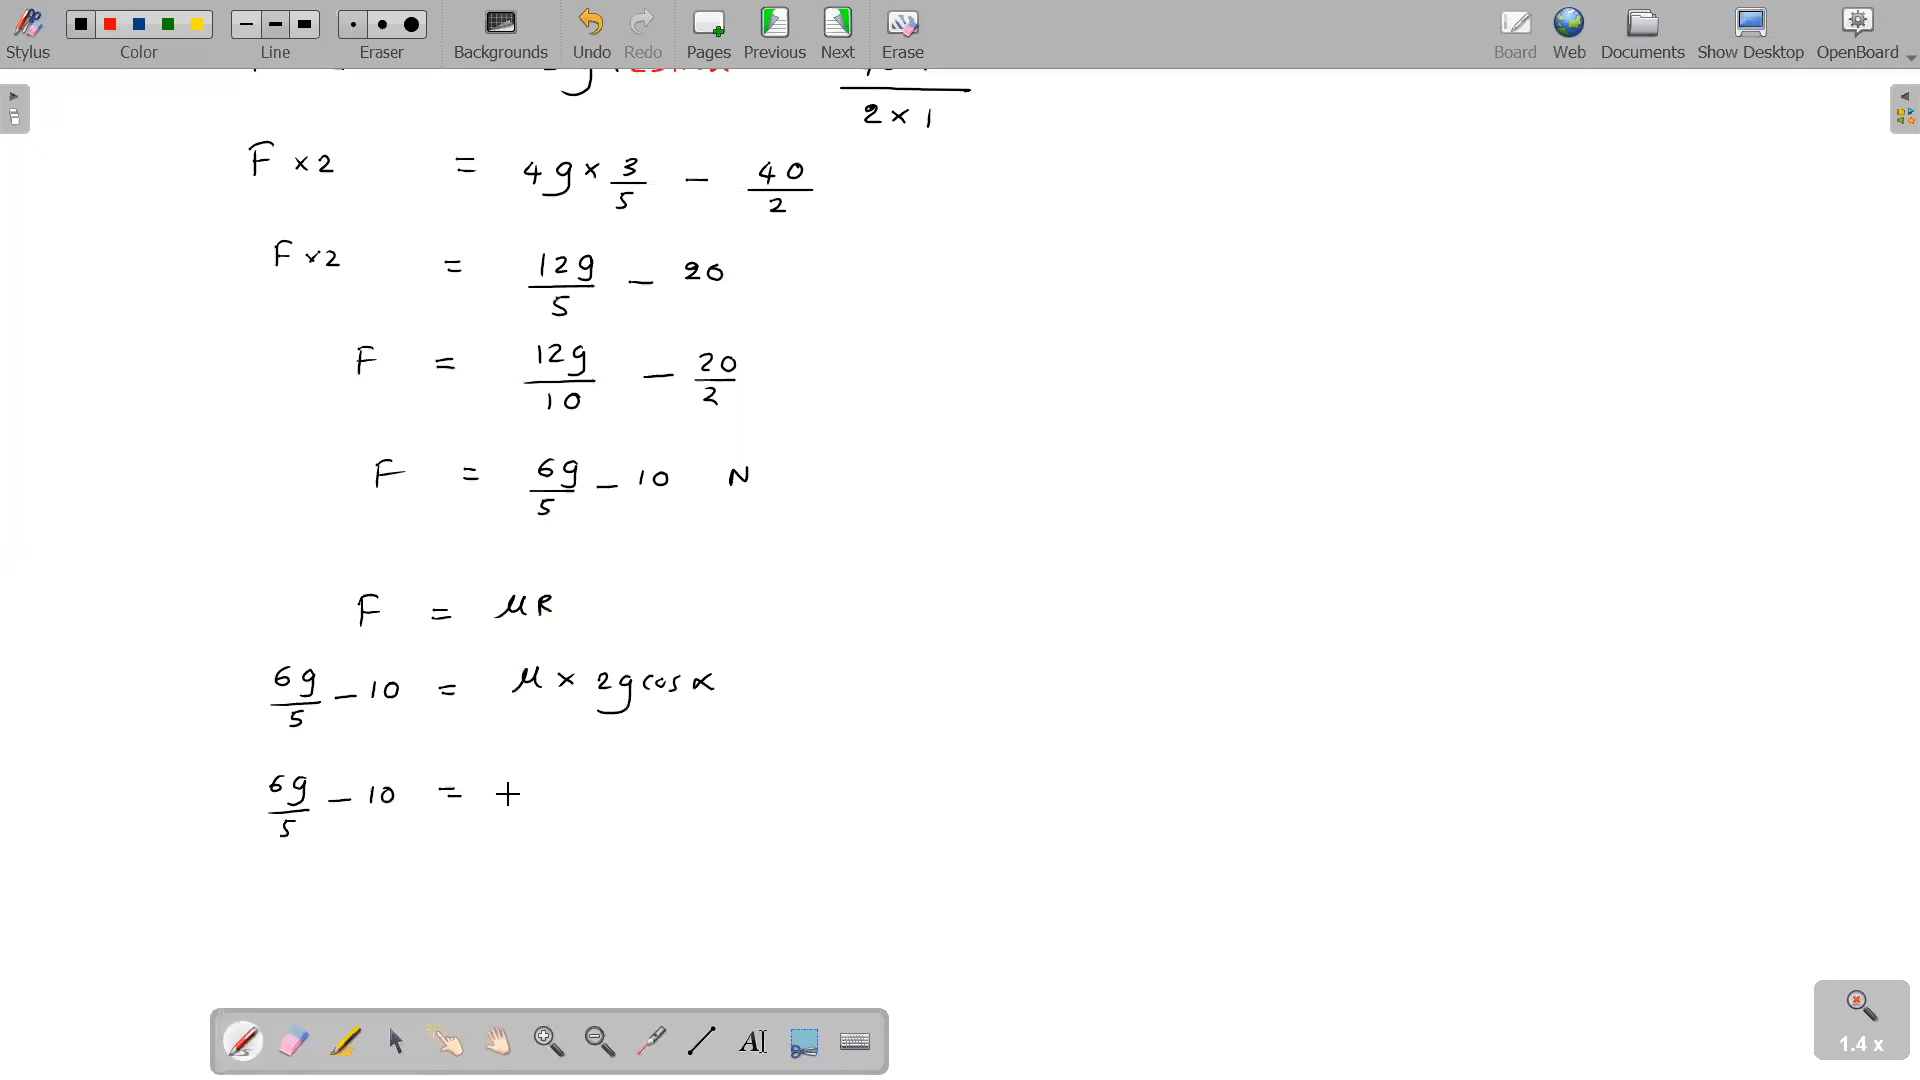 Stylus Color Line Eraser Backgrounds Undo Redo Pages Previous Next Erase Board Web Documents Show Desktop OpenBoard
2 × 1
F × 2 = 4g × 3/5 − 40/2
F × 2 = 12g/5 − 20
F = 12g/10 − 20/2
F = 6g/5 − 10 N
F = μR
6g/5 − 10 = μ × 2g cos α
6g/5 − 10 =
1.4 x